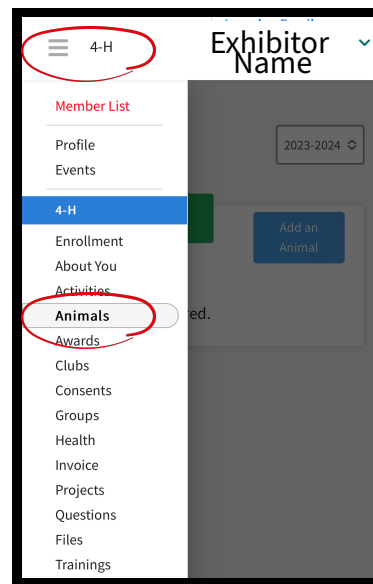 4-H
Exhibitor
Name
Member List
Profile
2023-2024
Events
4-H
Add an
Animal
Enrollment
About You
Activities
Animals
red.
Awards
Clubs
Consents
Groups
Health
Invoice
Projects
Questions
Files
Trainings